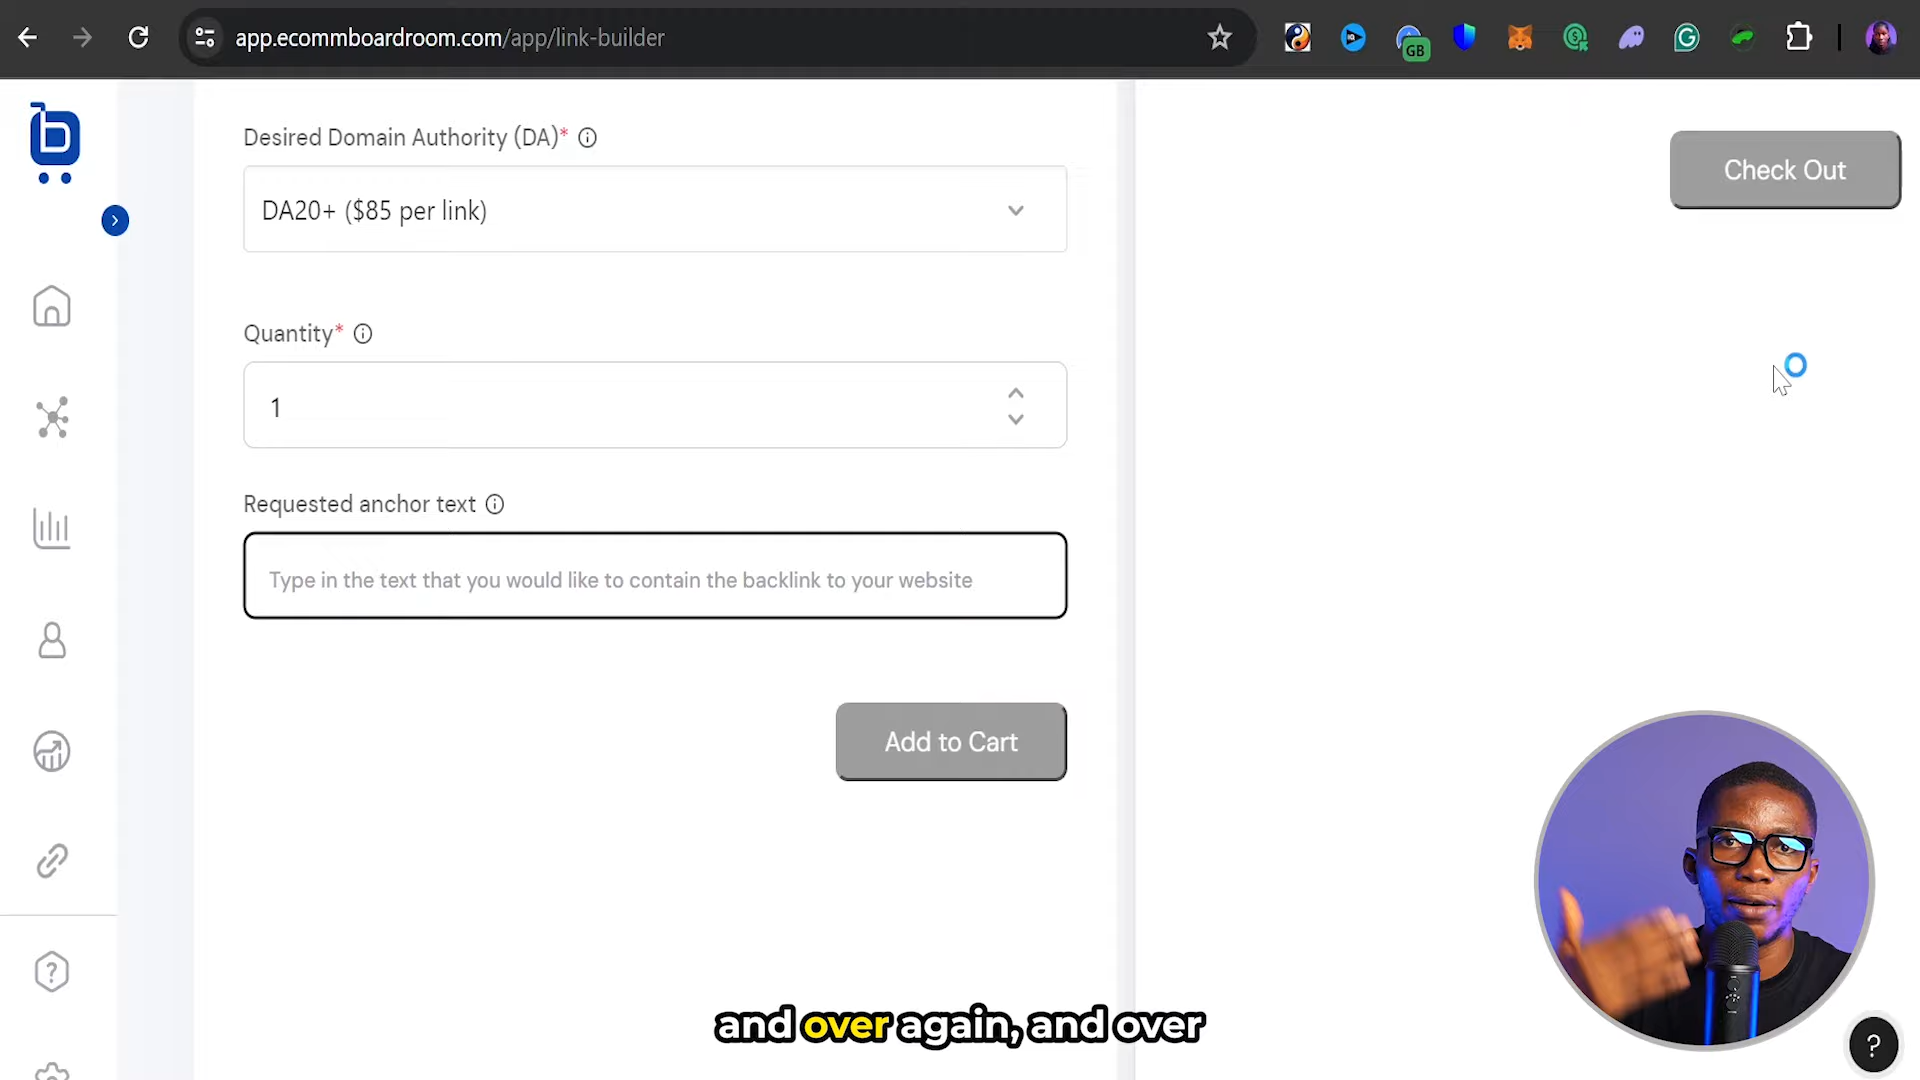 app.ecommboardroom.com/app/link-builder
GB
Desired Domain Authority (DA)*
Check Out
DA20+ ($85 per link)
Quantity*
1
Requested anchor text
Type in the text that you would like to contain the backlink to your website
Add to Cart
and over again, and over
?
?